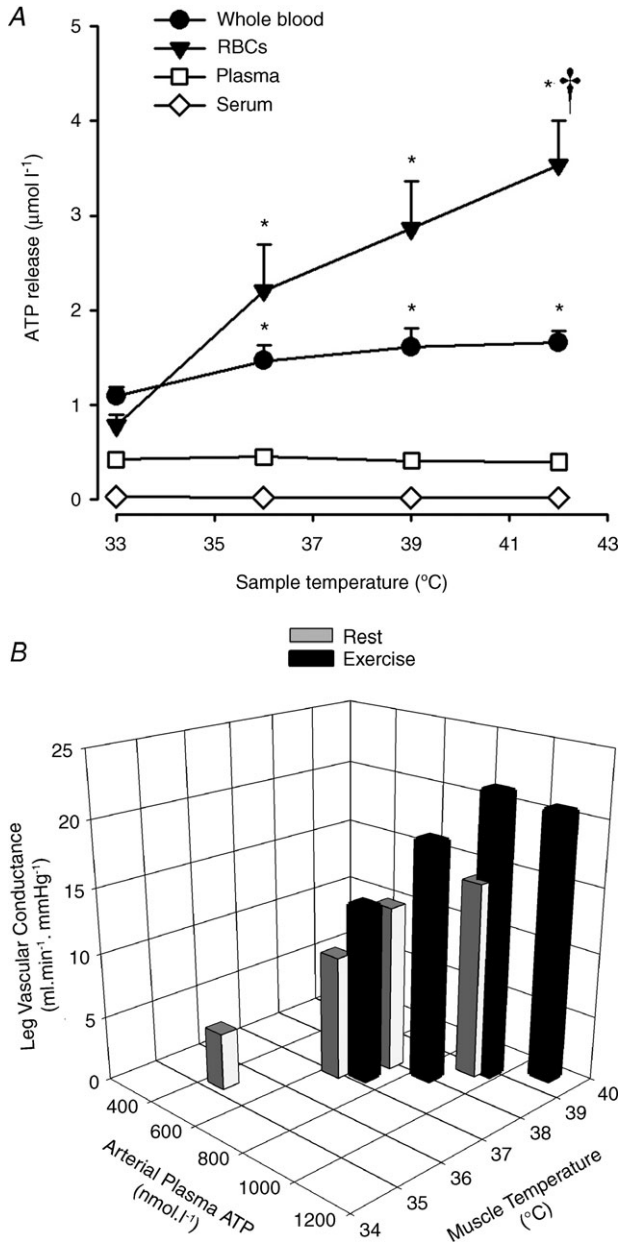 A
Whole blood
RBCs
Plasma
Serum
5
4
3
2
1
0
ATP release (μmol l⁻¹)
* †
*
*
*
*
*
33 35 37 39 41 43
Sample temperature (°C)
B
Rest
Exercise
25
20
15
10
5
0
Leg Vascular Conductance
(ml.min⁻¹. mmHg⁻¹)
400
600
800
1000
1200
Arterial Plasma ATP
(nmol.l⁻¹)
34
35
36
37
38
39
40
Muscle Temperature
(°C)